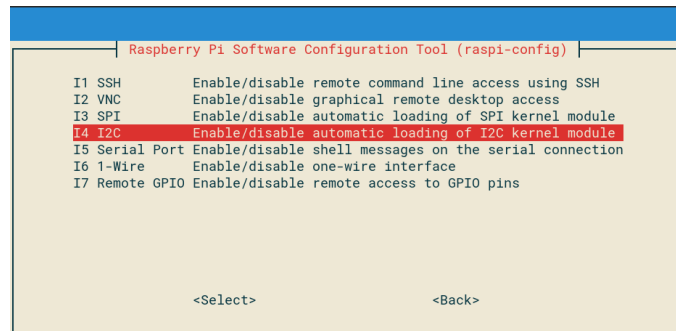 Raspberry Pi Software Configuration Tool (raspi-config)
I1 SSH Enable/disable remote command line access using SSH
I2 VNC Enable/disable graphical remote desktop access
I3 SPI Enable/disable automatic loading of SPI kernel module
I4 I2C Enable/disable automatic loading of I2C kernel module
I5 Serial Port Enable/disable shell messages on the serial connection
I6 1-Wire Enable/disable one-wire interface
I7 Remote GPIO Enable/disable remote access to GPIO pins
<Select> <Back>